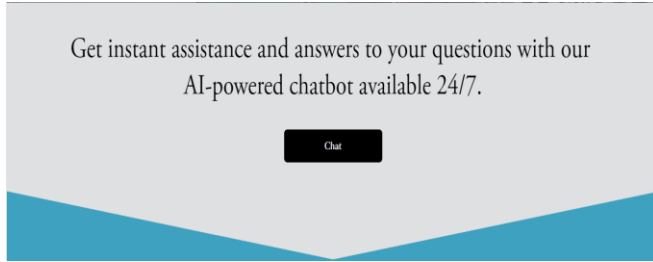 Get instant assistance and answers to your questions with our
AI-powered chatbot available 24/7.
Chat